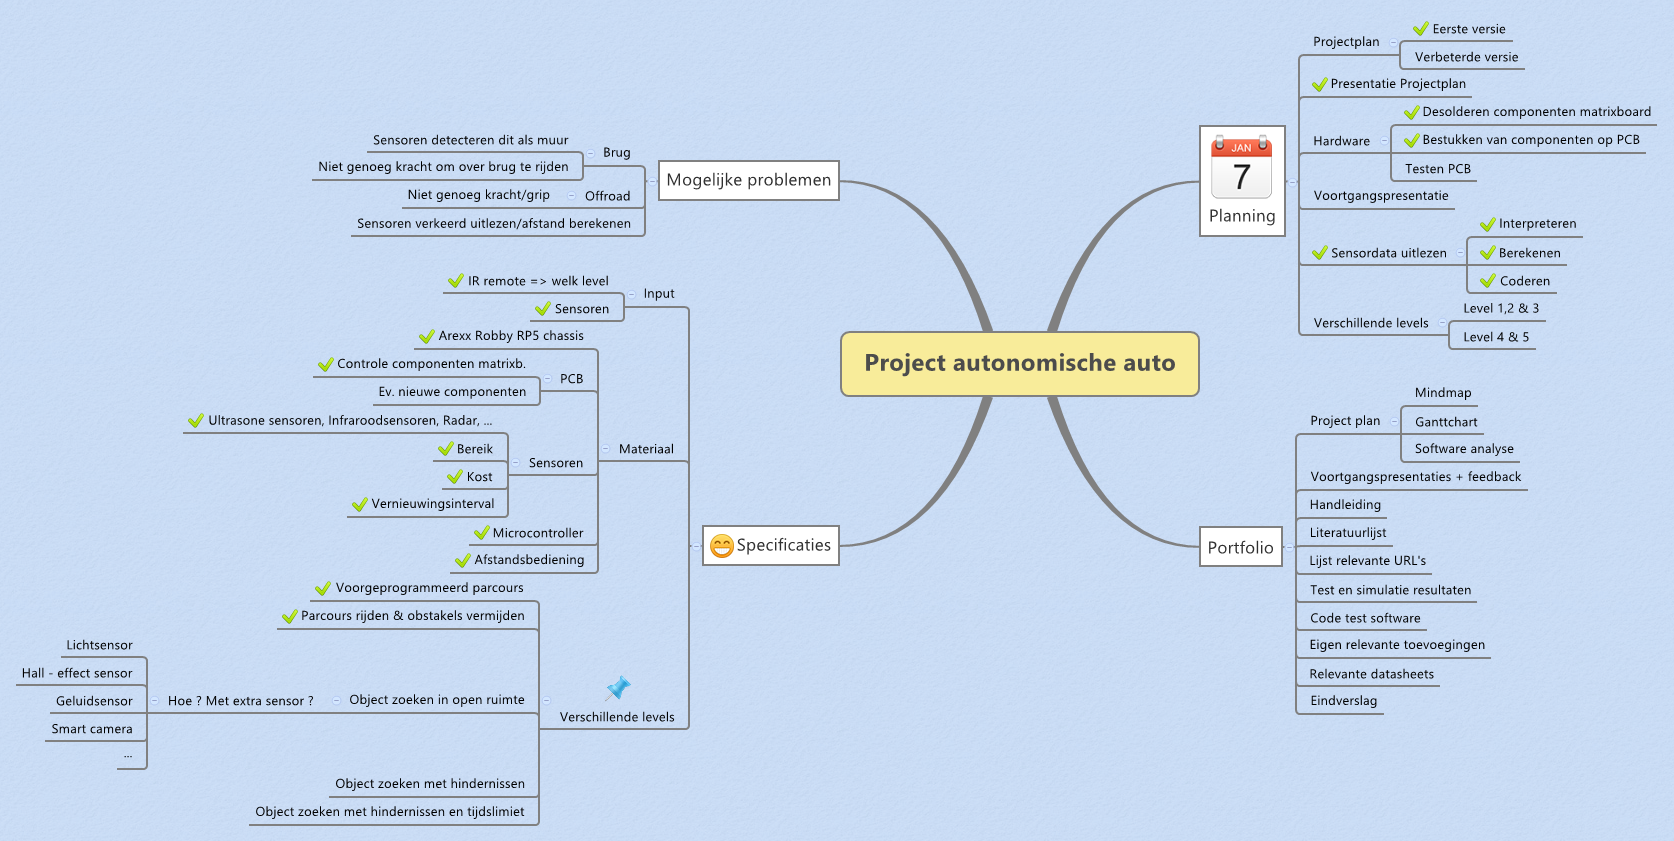 Project autonomische auto
Mogelijke problemen
Brug
Sensoren detecteren dit als muur
Niet genoeg kracht om over brug te rijden
Offroad
Niet genoeg kracht/grip
Sensoren verkeerd uitlezen/afstand berekenen
Specificaties
Input
IR remote => welk level
Sensoren
Materiaal
Arexx Robby RP5 chassis
PCB
Controle componenten matrixb.
Ev. nieuwe componenten
Sensoren
Ultrasone sensoren, Infraroodsensoren, Radar, ...
Bereik
Kost
Vernieuwingsinterval
Microcontroller
Afstandsbediening
Verschillende levels
Voorgeprogrammeerd parcours
Parcours rijden & obstakels vermijden
Object zoeken in open ruimte
Hoe ? Met extra sensor ?
Lichtsensor
Hall - effect sensor
Geluidsensor
Smart camera
...
Object zoeken met hindernissen
Object zoeken met hindernissen en tijdslimiet
JAN
7
Planning
Projectplan
Eerste versie
Verbeterde versie
Presentatie Projectplan
Hardware
Desolderen componenten matrixboard
Bestukken van componenten op PCB
Testen PCB
Voortgangspresentatie
Sensordata uitlezen
Interpreteren
Berekenen
Coderen
Verschillende levels
Level 1,2 & 3
Level 4 & 5
Portfolio
Project plan
Mindmap
Ganttchart
Software analyse
Voortgangspresentaties + feedback
Handleiding
Literatuurlijst
Lijst relevante URL's
Test en simulatie resultaten
Code test software
Eigen relevante toevoegingen
Relevante datasheets
Eindverslag